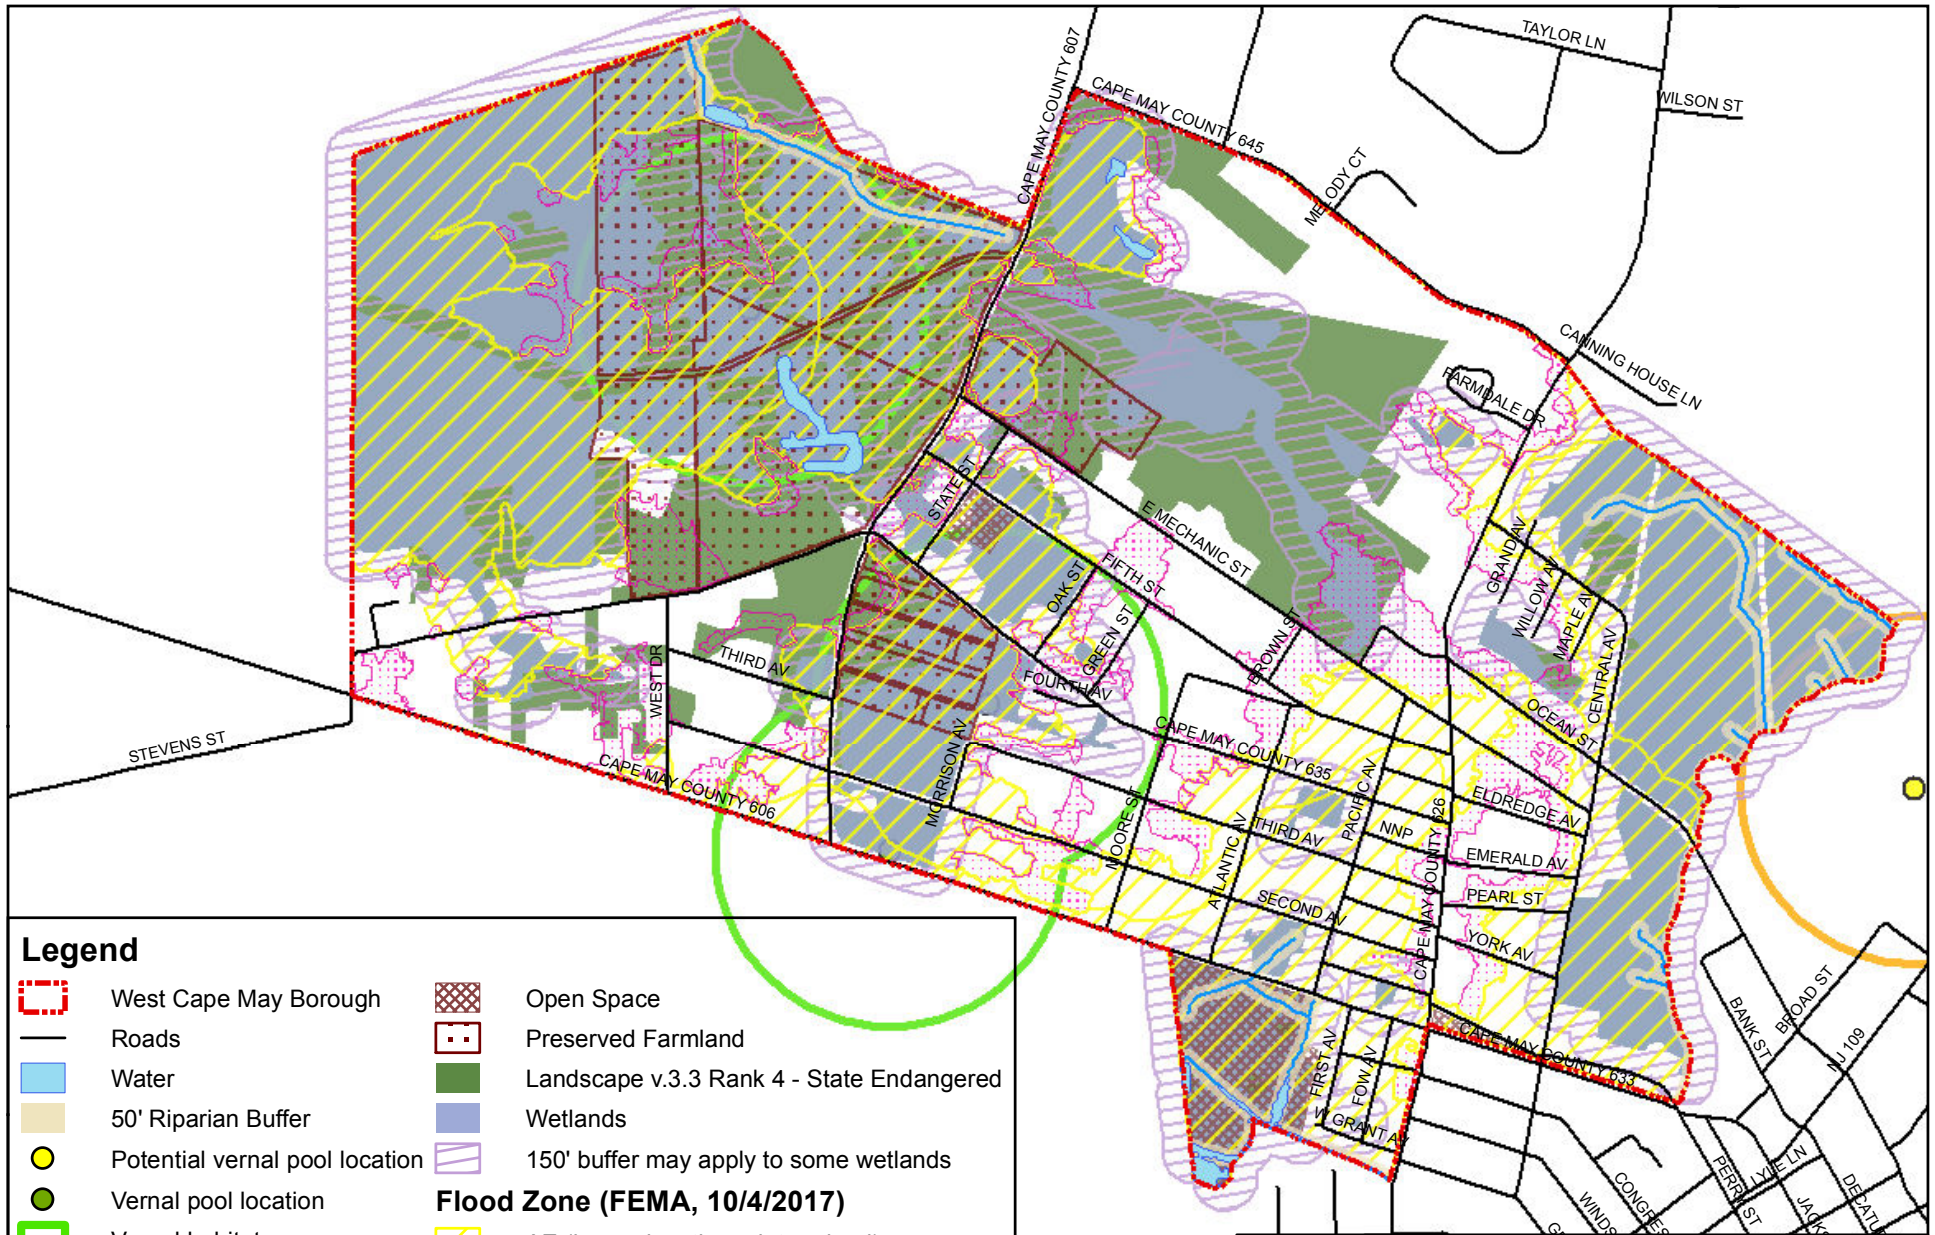 TAYLOR LN
WILSON ST
CAPE MAY COUNTY 607
CAPE MAY COUNTY 645
MELODY CT
CANNING HOUSE LN
FARMDALE DR
STATE ST
E MECHANIC ST
FIFTH ST
OAK ST
GREEN ST
FOURTH AV
BROWN ST
GRAND AV
WILLOW AV
MAPLE AV
CENTRAL AV
OCEAN ST
THIRD AV
WEST DR
STEVENS ST
CAPE MAY COUNTY 606
MORRISON AV
CAPE MAY COUNTY 635
MOORE ST
ATLANTIC AV
THIRD AV
PACIFIC AV
NNP
CAPE MAY COUNTY 626
ELDREDGE AV
EMERALD AV
PEARL ST
SECOND AV
YORK AV
CAPE MAY COUNTY 633
FIRST AV
FOW AV
W GRANT AV
BROAD ST
BANK ST
NJ 109
PERRY ST
LYLE LN
Legend
West Cape May Borough
Roads
Water
50' Riparian Buffer
Potential vernal pool location
Vernal pool location
Open Space
Preserved Farmland
Landscape v.3.3 Rank 4 - State Endangered
Wetlands
150' buffer may apply to some wetlands
Flood Zone (FEMA, 10/4/2017)